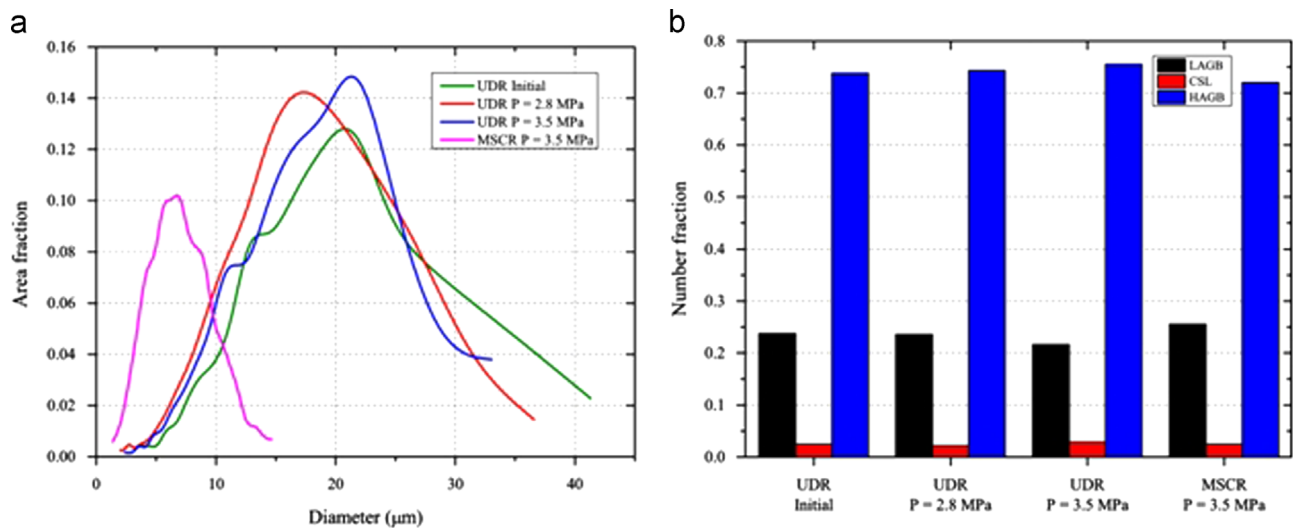 a
0.16
0.14
0.12
0.10
0.08
0.06
0.04
0.02
0.00
Area fraction
0
10
20
30
40
Diameter (μm)
UDR Initial
UDR P = 2.8 MPa
UDR P = 3.5 MPa
MSCR P = 3.5 MPa
b
0.8
0.7
0.6
0.5
0.4
0.3
0.2
0.1
0.0
Number fraction
LAGB
CSL
HAGB
UDR
Initial
UDR
P = 2.8 MPa
UDR
P = 3.5 MPa
MSCR
P = 3.5 MPa